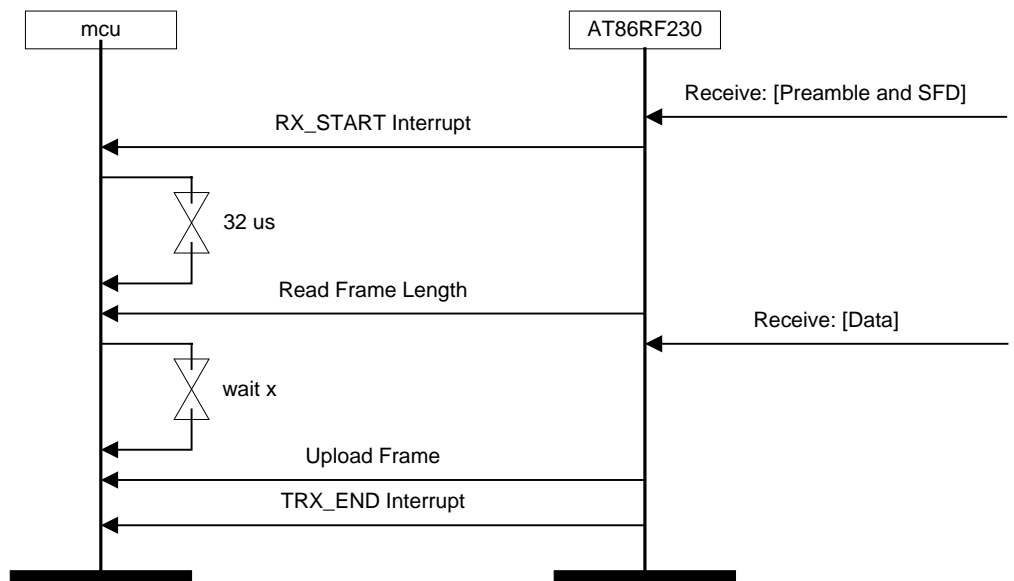 mcu
AT86RF230
Receive: [Preamble and SFD]
RX_START Interrupt
32 us
Read Frame Length
Receive: [Data]
wait x
Upload Frame
TRX_END Interrupt